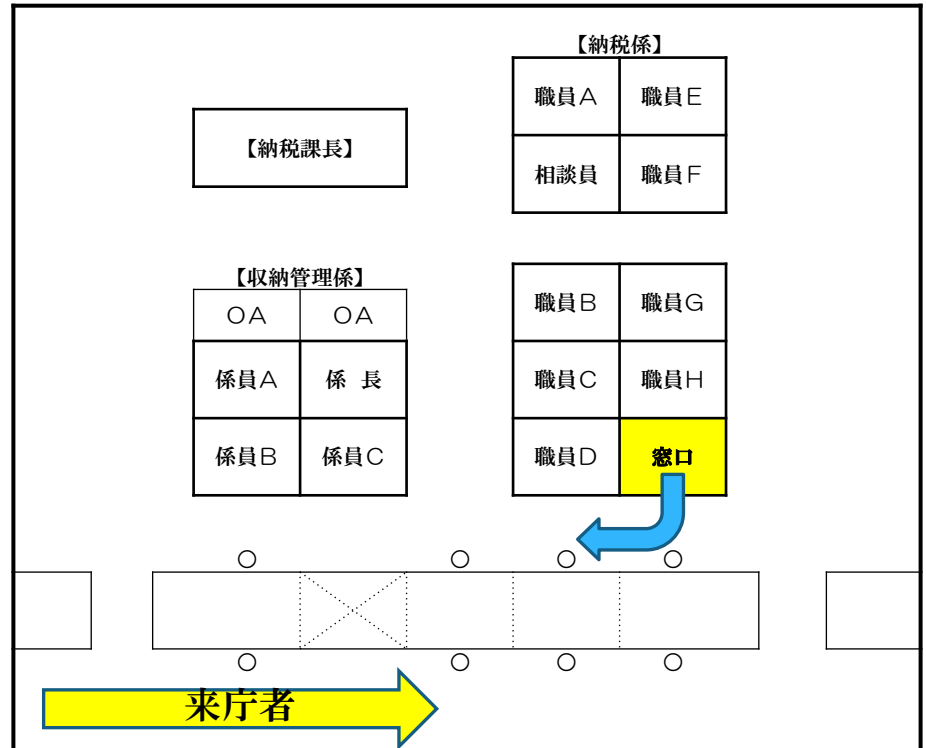 【納税係】
職員A 職員E
【納税課長】
相談員 職員F
【収納管理係】
OA OA
職員B 職員G
係員A 係 長
職員C 職員H
係員B 係員C
職員D 窓口
来庁者